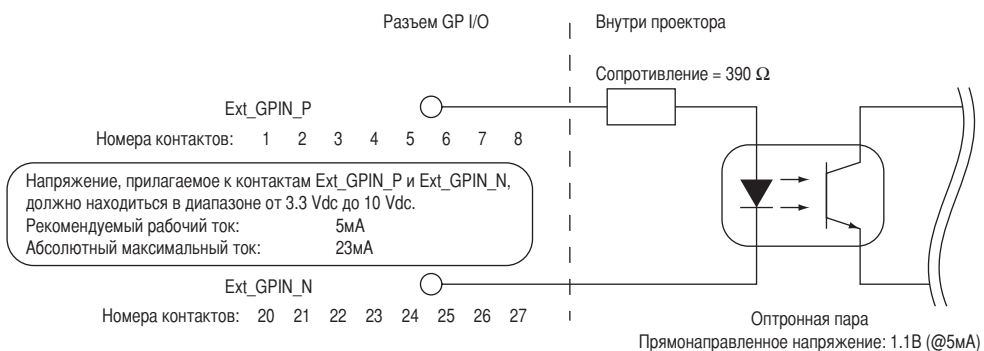 Разъем GP I/O
Внутри проектора
Сопротивление = 390 Ω
Ext_GPIN_P
Номера контактов: 1 2 3 4 5 6 7 8
Напряжение, прилагаемое к контактам Ext_GPIN_P и Ext_GPIN_N,
должно находиться в диапазоне от 3.3 Vdc до 10 Vdc.
Рекомендуемый рабочий ток: 5мА
Абсолютный максимальный ток: 23мА
Ext_GPIN_N
Номера контактов: 20 21 22 23 24 25 26 27
Оптронная пара
Прямонаправленное напряжение: 1.1В (@5мА)